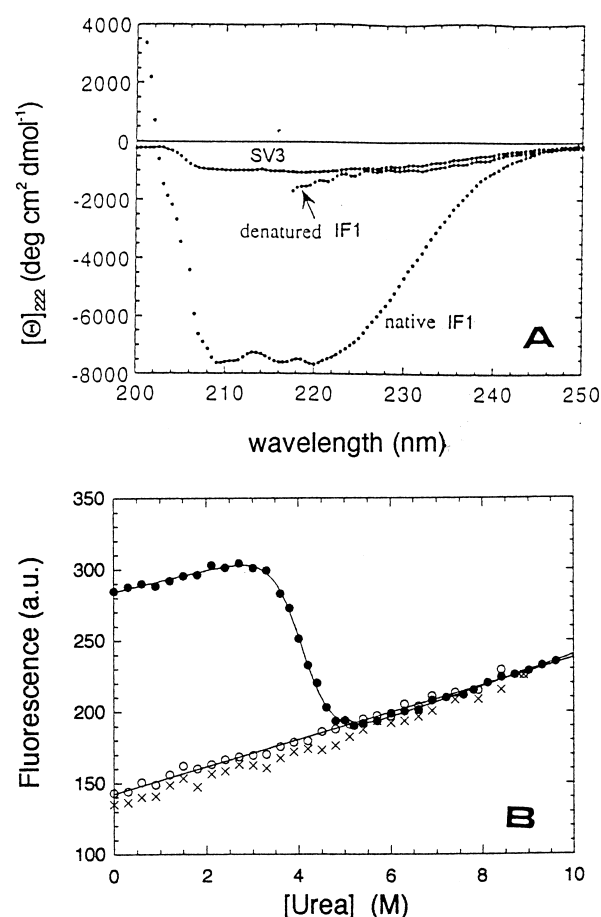 4000
2000
0
-2000
-4000
-6000
-8000
[Θ]222 (deg cm2 dmol-1)
SV3
denatured IF1
native IF1
A
200 210 220 230 240 250
wavelength (nm)
350
300
250
200
150
100
Fluorescence (a.u.)
B
0 2 4 6 8 10
[Urea] (M)